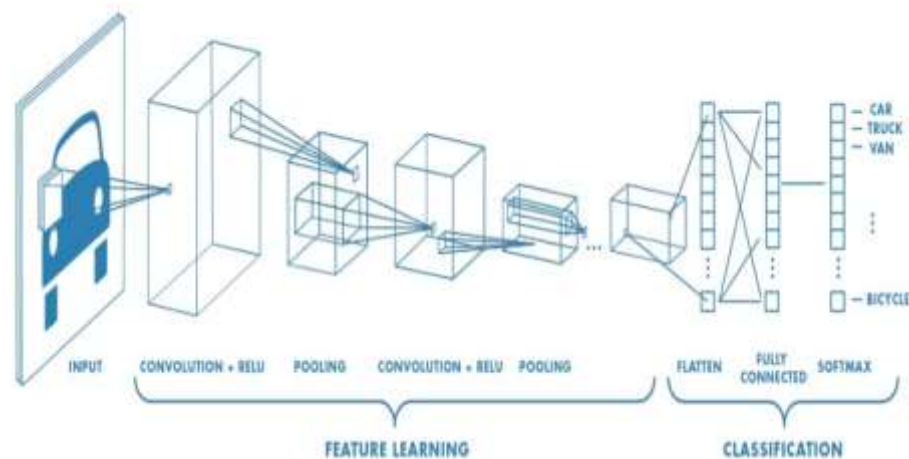 CAR
TRUCK
VAN
BICYCLE
INPUT
CONVOLUTION + RELU
POOLING
CONVOLUTION + RELU
POOLING
FLATTEN
FULLY
CONNECTED
SOFTMAX
FEATURE LEARNING
CLASSIFICATION